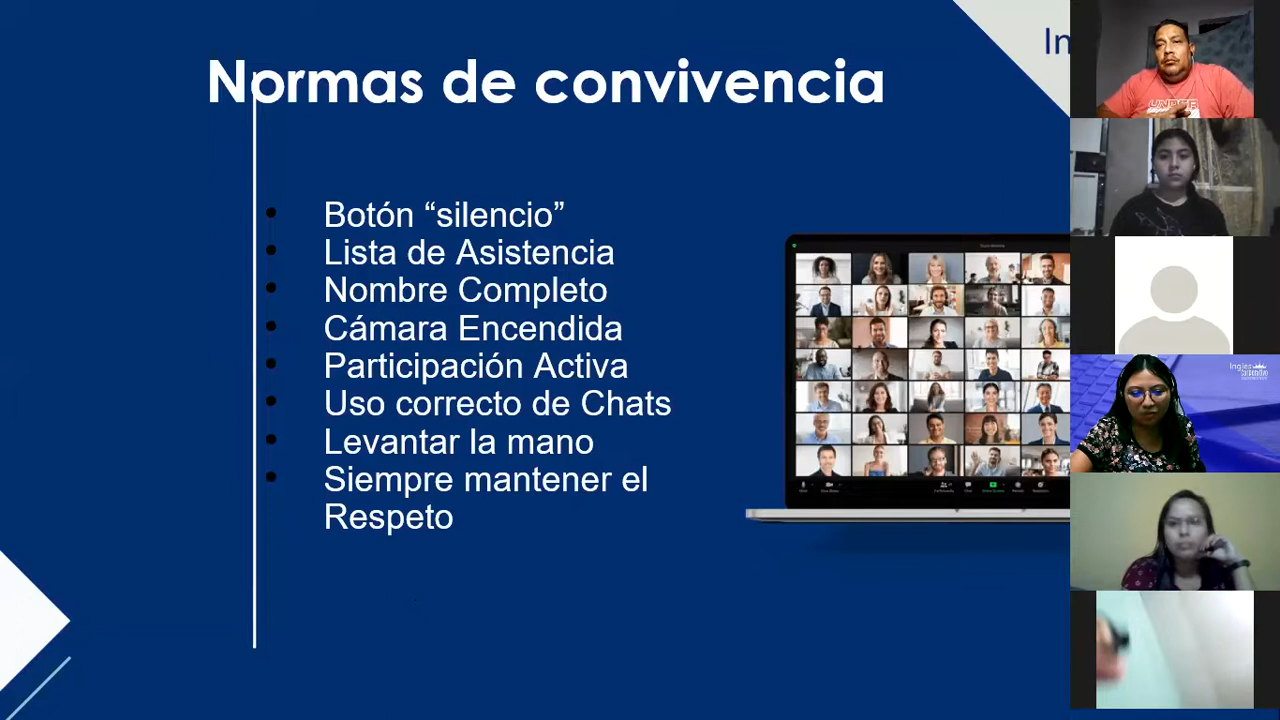 In
Normas de convivencia
Botón “silencio”
Lista de Asistencia
Nombre Completo
Cámara Encendida
Participación Activa
Uso correcto de Chats
Levantar la mano
Siempre mantener el
Respeto